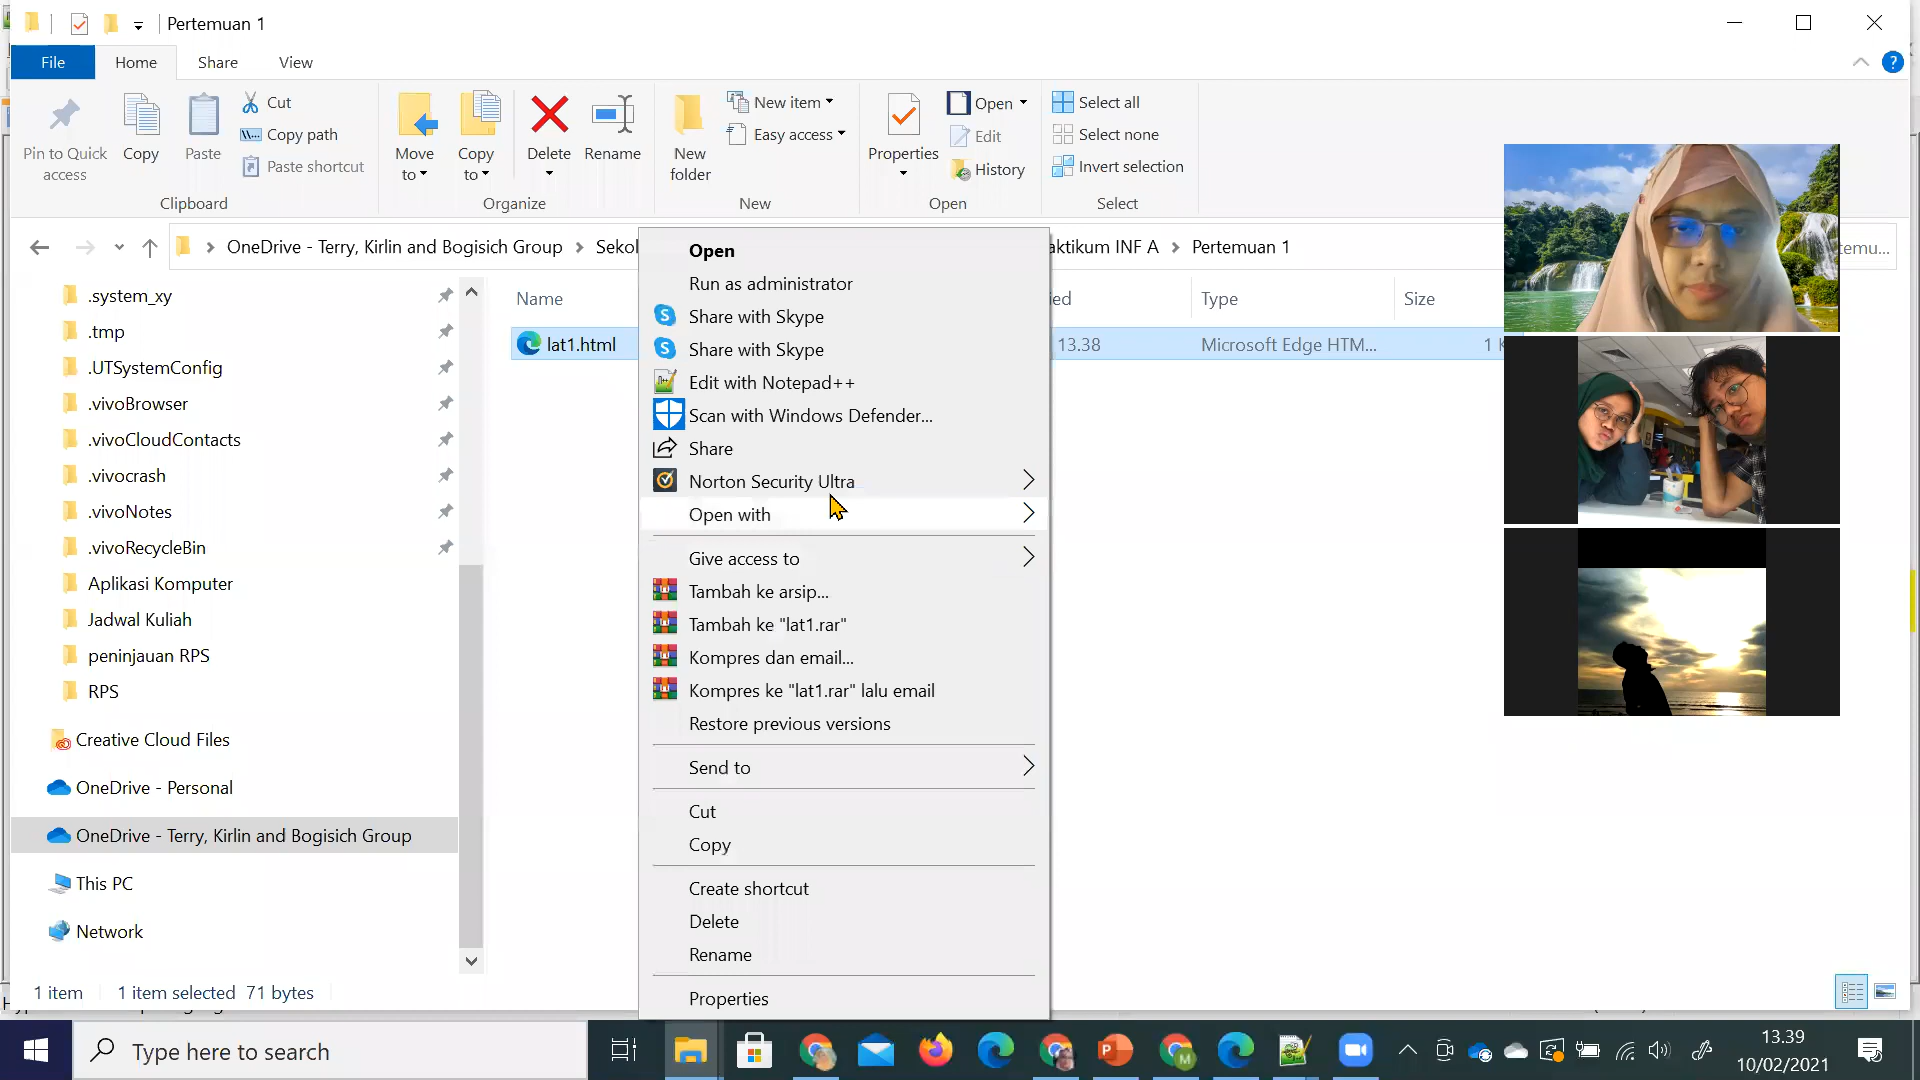 Pertemuan 1
File Home Share View
Pin to Quick access
Copy
Paste
Cut
Copy path
Paste shortcut
Clipboard
Move to
Copy to
Delete
Rename
Organize
New folder
New item
Easy access
New
Properties
Open
Edit
History
Open
Select all
Select none
Invert selection
Select
OneDrive - Terry, Kirlin and Bogisich Group > Sekol
aktikum INF A > Pertemuan 1
temu...
Name
ied
Type
Size
lat1.html
13.38
Microsoft Edge HTM...
1 K
.system_xy
.tmp
.UTSystemConfig
.vivoBrowser
.vivoCloudContacts
.vivocrash
.vivoNotes
.vivoRecycleBin
Aplikasi Komputer
Jadwal Kuliah
peninjauan RPS
RPS
Creative Cloud Files
OneDrive - Personal
OneDrive - Terry, Kirlin and Bogisich Group
This PC
Network
Open
Run as administrator
Share with Skype
Share with Skype
Edit with Notepad++
Scan with Windows Defender...
Share
Norton Security Ultra
Open with
Give access to
Tambah ke arsip...
Tambah ke "lat1.rar"
Kompres dan email...
Kompres ke "lat1.rar" lalu email
Restore previous versions
Send to
Cut
Copy
Create shortcut
Delete
Rename
Properties
1 item 1 item selected 71 bytes
Type here to search
13.39
10/02/2021